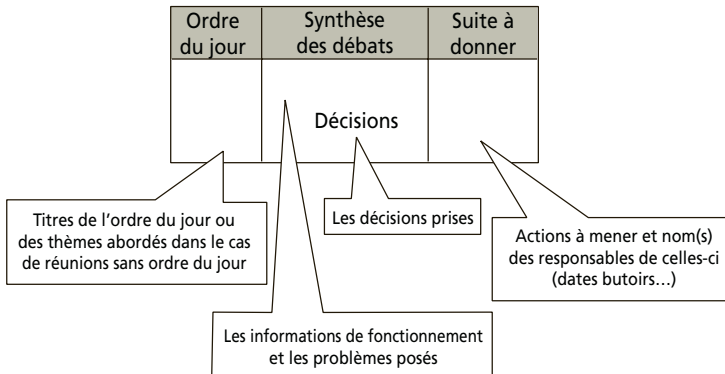 Ordre
du jour
Synthèse
des débats
Suite à
donner
Décisions
Titres de l'ordre du jour ou
des thèmes abordés dans le cas
de réunions sans ordre du jour
Les décisions prises
Actions à mener et nom(s)
des responsables de celles-ci
(dates butoirs...)
Les informations de fonctionnement
et les problèmes posés